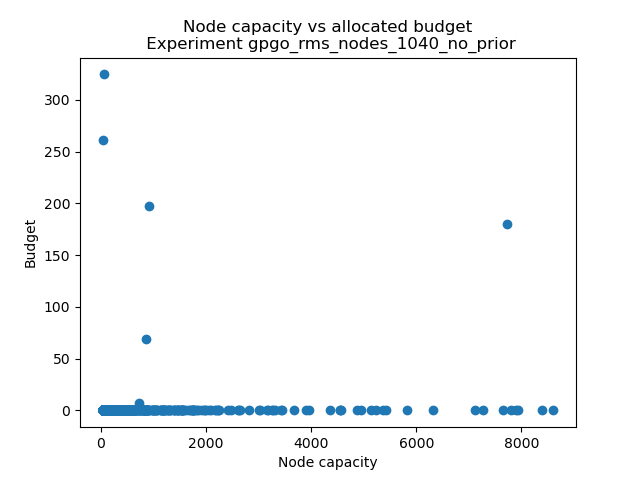 Node capacity vs allocated budget
Experiment gpgo_rms_nodes_1040_no_prior
300
250
200
150
100
50
0
Budget
0 2000 4000 6000 8000
Node capacity